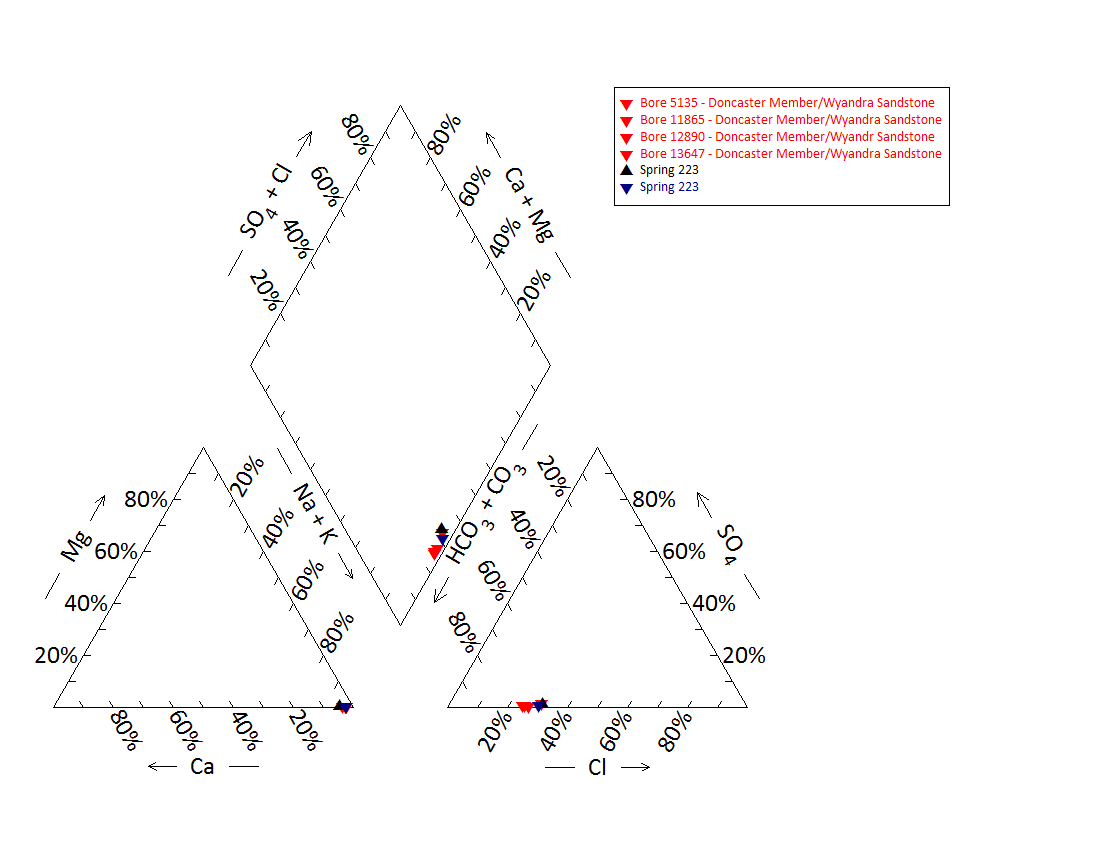 Bore 5135 - Doncaster Member/Wyandra Sandstone
Bore 11865 - Doncaster Member/Wyandra Sandstone
Bore 12890 - Doncaster Member/Wyandr Sandstone
Bore 13647 - Doncaster Member/Wyandra Sandstone
Spring 223
Spring 223
80%
60%
40%
20%
SO4 + Cl
80%
60%
40%
20%
Ca + Mg
Mg
80%
60%
40%
20%
20%
40%
60%
80%
Na + K
HCO3 + CO3
20%
40%
60%
80%
80%
60%
40%
20%
SO4
80%
60%
40%
20%
Ca
20%
40%
60%
80%
Cl